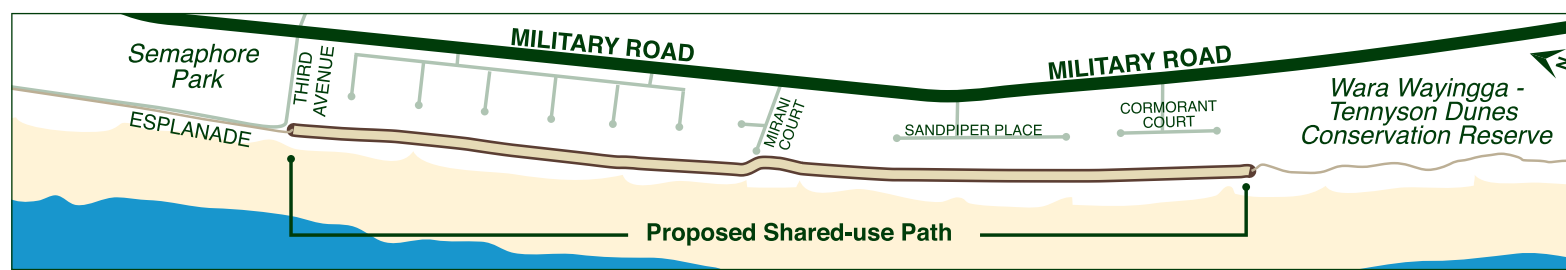 Semaphore
Park
THIRD
AVENUE
ESPLANADE
MILITARY ROAD
MIRANI
COURT
SANDPIPER PLACE
MILITARY ROAD
CORMORANT
COURT
Wara Wayingga -
Tennyson Dunes
Conservation Reserve
N
Proposed Shared-use Path